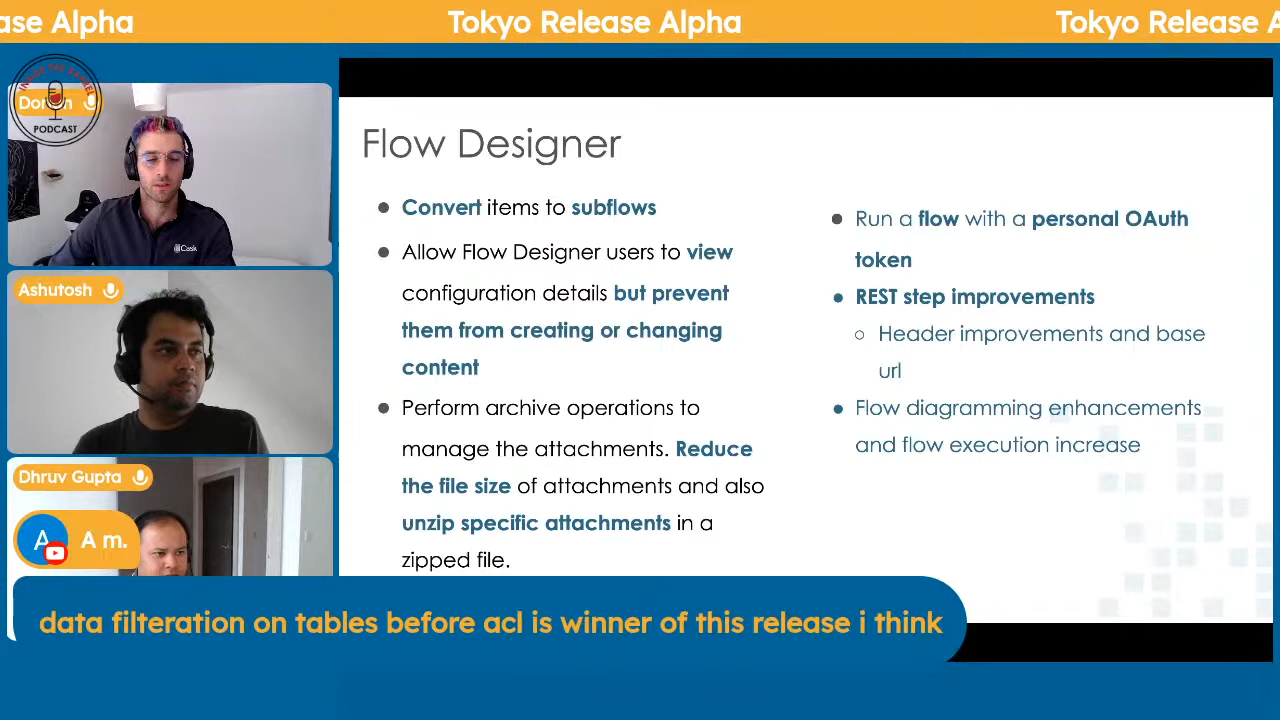 ase Alpha
Tokyo Release Alpha
Tokyo Release A
PODCAST
Cask
Ashutosh
Dhruv Gupta
A
A m.
Flow Designer
● Convert items to subflows
● Allow Flow Designer users to view
configuration details but prevent
them from creating or changing
content
● Perform archive operations to
manage the attachments. Reduce
the file size of attachments and also
unzip specific attachments in a
zipped file.
● Run a flow with a personal OAuth
token
● REST step improvements
○ Header improvements and base
url
● Flow diagramming enhancements
and flow execution increase
data filteration on tables before acl is winner of this release i think